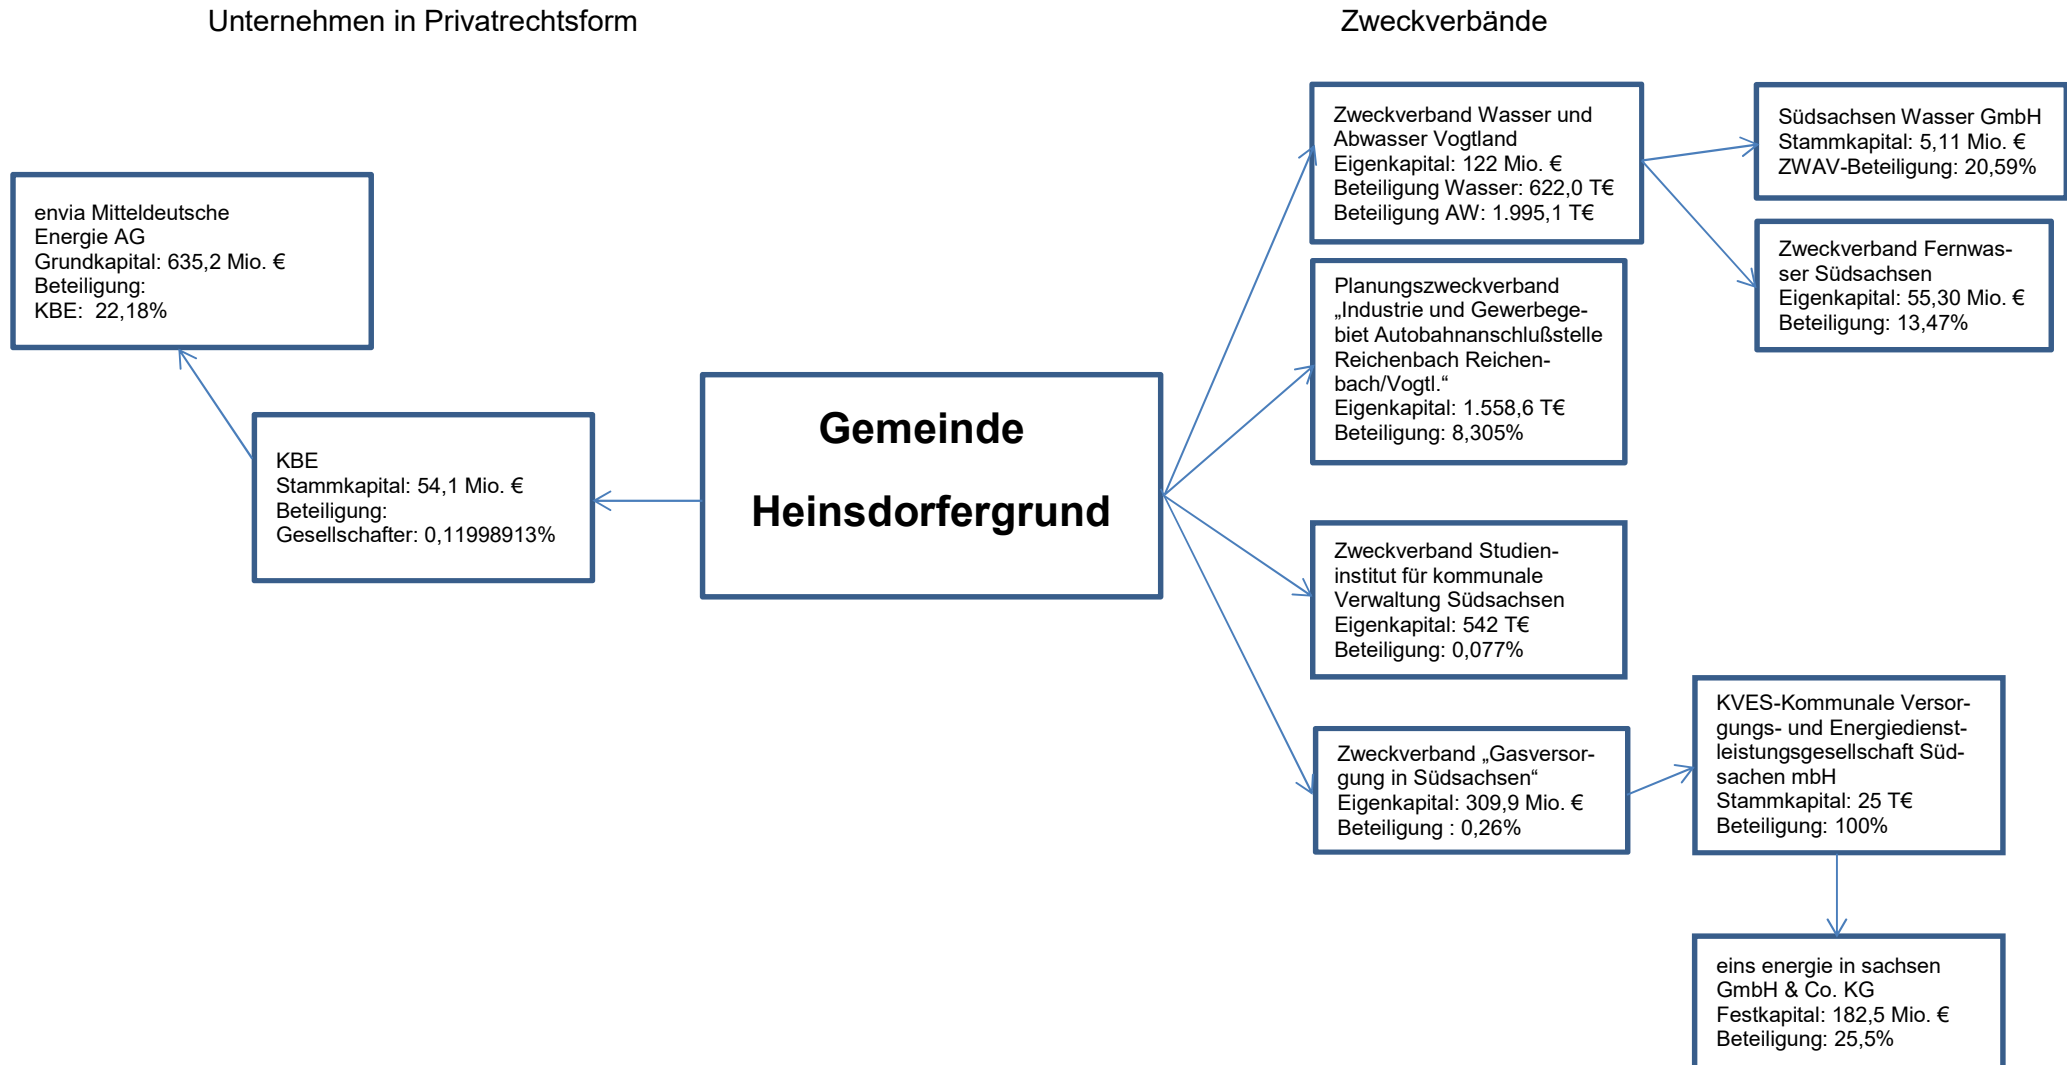 Unternehmen in Privatrechtsform
Zweckverbände
envia Mitteldeutsche
Energie AG
Grundkapital: 635,2 Mio. €
Beteiligung:
KBE:  22,18%
KBE
Stammkapital: 54,1 Mio. €
Beteiligung:
Gesellschafter: 0,11998913%
Gemeinde
Heinsdorfergrund
Zweckverband Wasser und
Abwasser Vogtland
Eigenkapital: 122 Mio. €
Beteiligung Wasser: 622,0 T€
Beteiligung AW: 1.995,1 T€
Südsachsen Wasser GmbH
Stammkapital: 5,11 Mio. €
ZWAV-Beteiligung: 20,59%
Zweckverband Fernwas-
ser Südsachsen
Eigenkapital: 55,30 Mio. €
Beteiligung: 13,47%
Planungszweckverband
„Industrie und Gewerbege-
biet Autobahnanschlußstelle
Reichenbach Reichen-
bach/Vogtl.“
Eigenkapital: 1.558,6 T€
Beteiligung: 8,305%
Zweckverband Studien-
institut für kommunale
Verwaltung Südsachsen
Eigenkapital: 542 T€
Beteiligung: 0,077%
Zweckverband „Gasversor-
gung in Südsachsen“
Eigenkapital: 309,9 Mio. €
Beteiligung : 0,26%
KVES-Kommunale Versor-
gungs- und Energiedienst-
leistungsgesellschaft Süd-
sachen mbH
Stammkapital: 25 T€
Beteiligung: 100%
eins energie in sachsen
GmbH & Co. KG
Festkapital: 182,5 Mio. €
Beteiligung: 25,5%